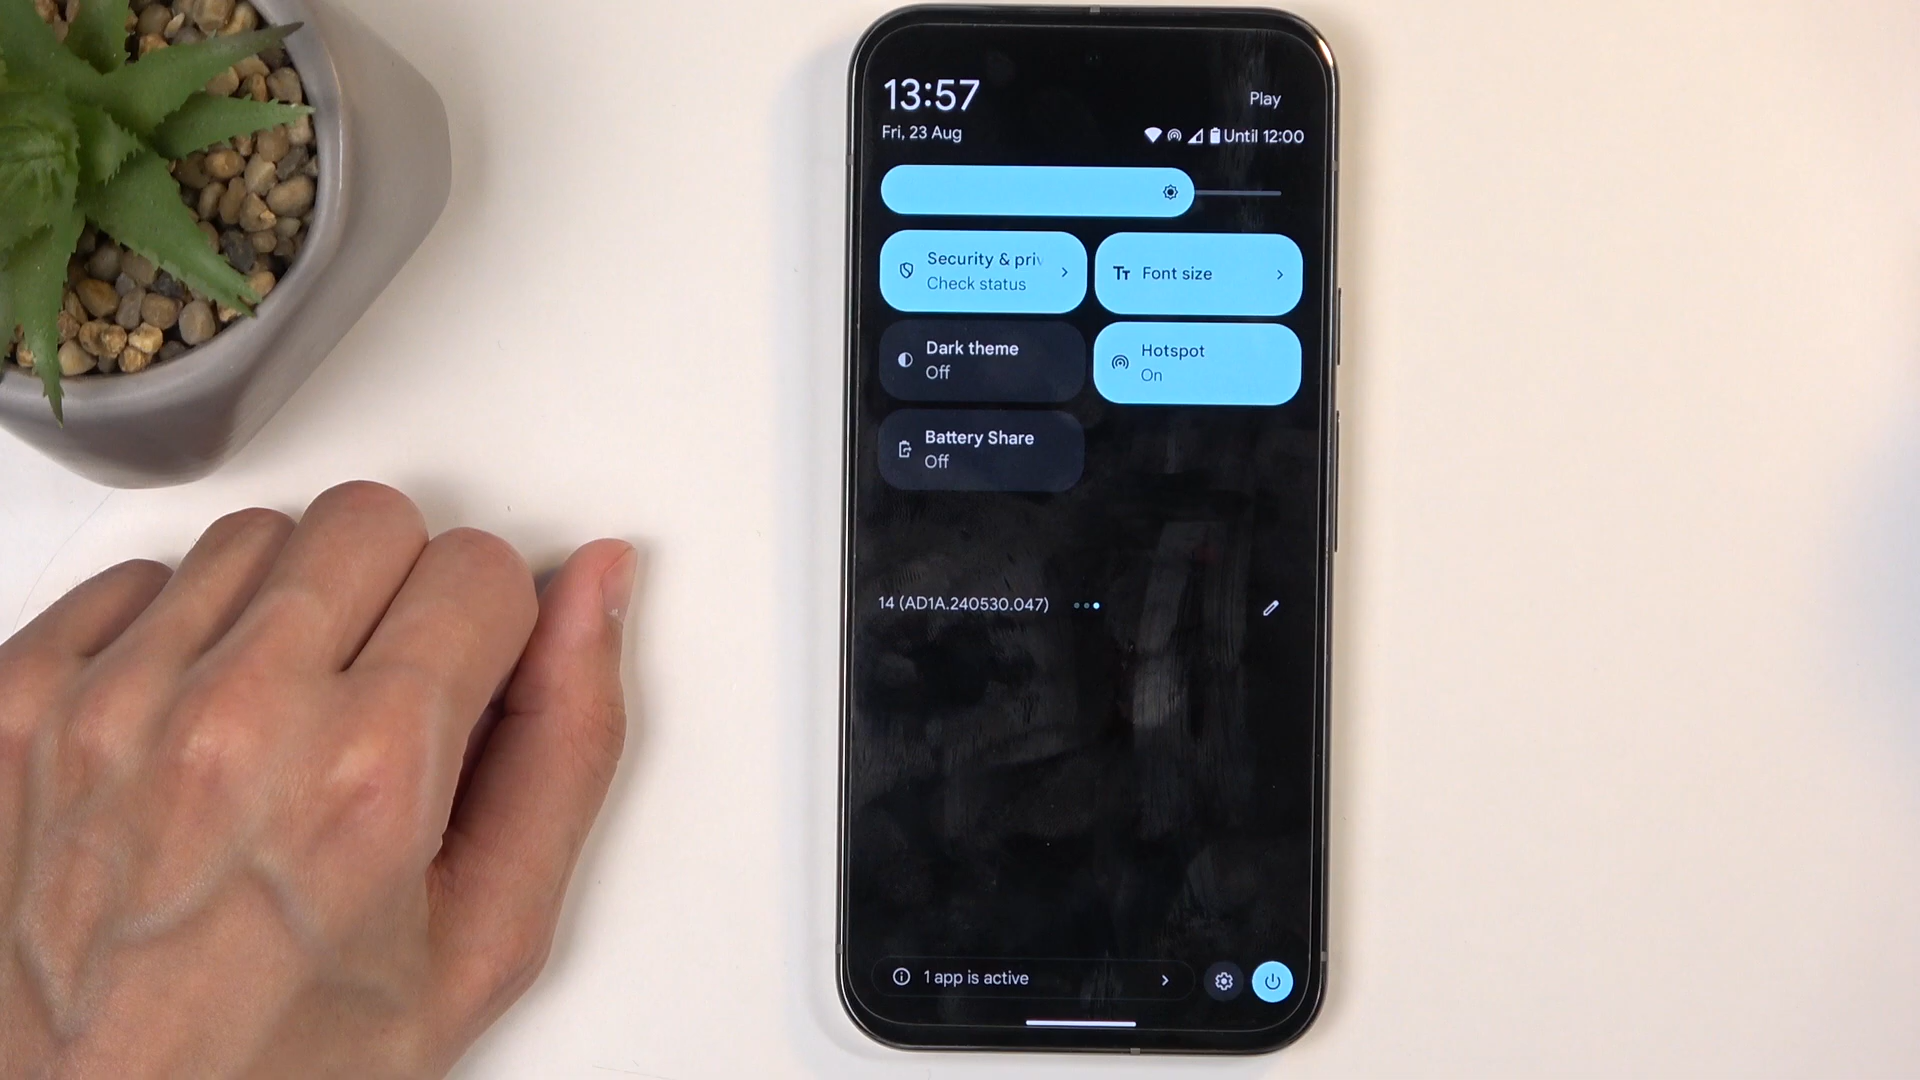 13:57
Play
Fri, 23 Aug
Until 12:00
Security & priv
Check status
Font size
Dark theme
Off
Hotspot
On
Battery Share
Off
14 (AD1A.240530.047)
1 app is active